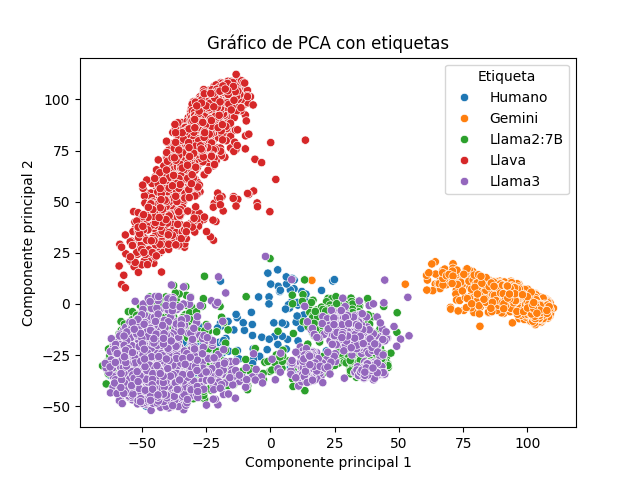 Gráfico de PCA con etiquetas
Etiqueta
Humano
Gemini
Llama2:7B
Llava
Llama3
Componente principal 2
100
75
50
25
0
−25
−50
−50
−25
0
25
50
75
100
Componente principal 1